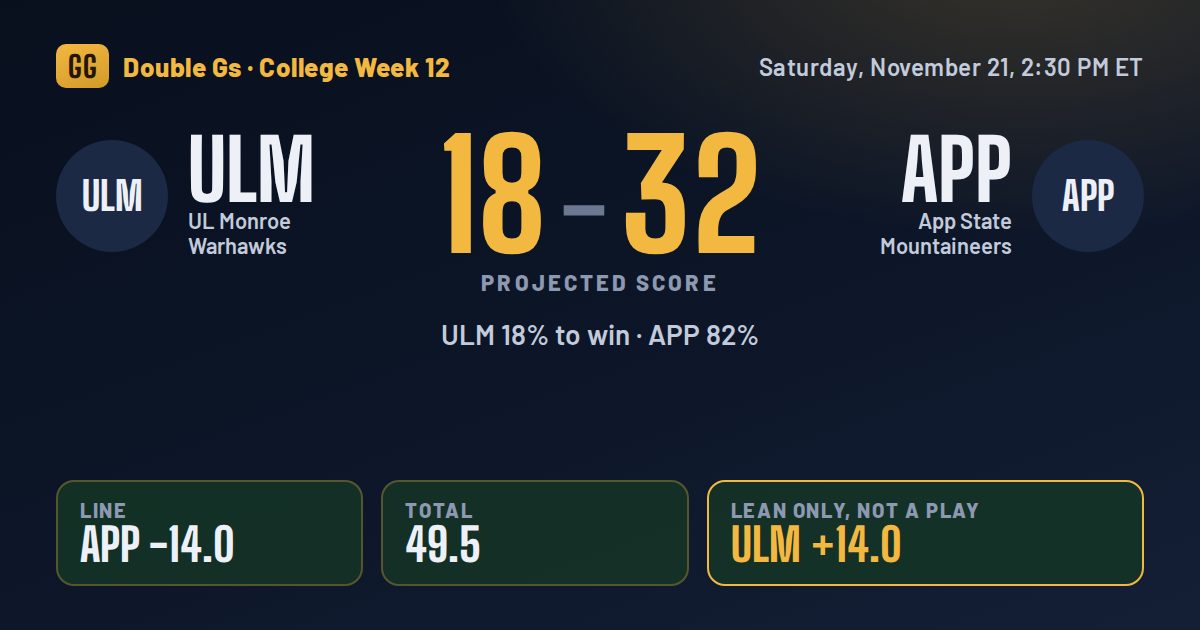 GG
Double Gs · College Week 12
Saturday, November 21, 2:30 PM ET
ULM
ULM
UL Monroe
Warhawks
18 – 32
PROJECTED SCORE
ULM 18% to win · APP 82%
APP
App State
Mountaineers
APP
LINE
APP −14.0
TOTAL
49.5
LEAN ONLY, NOT A PLAY
ULM +14.0